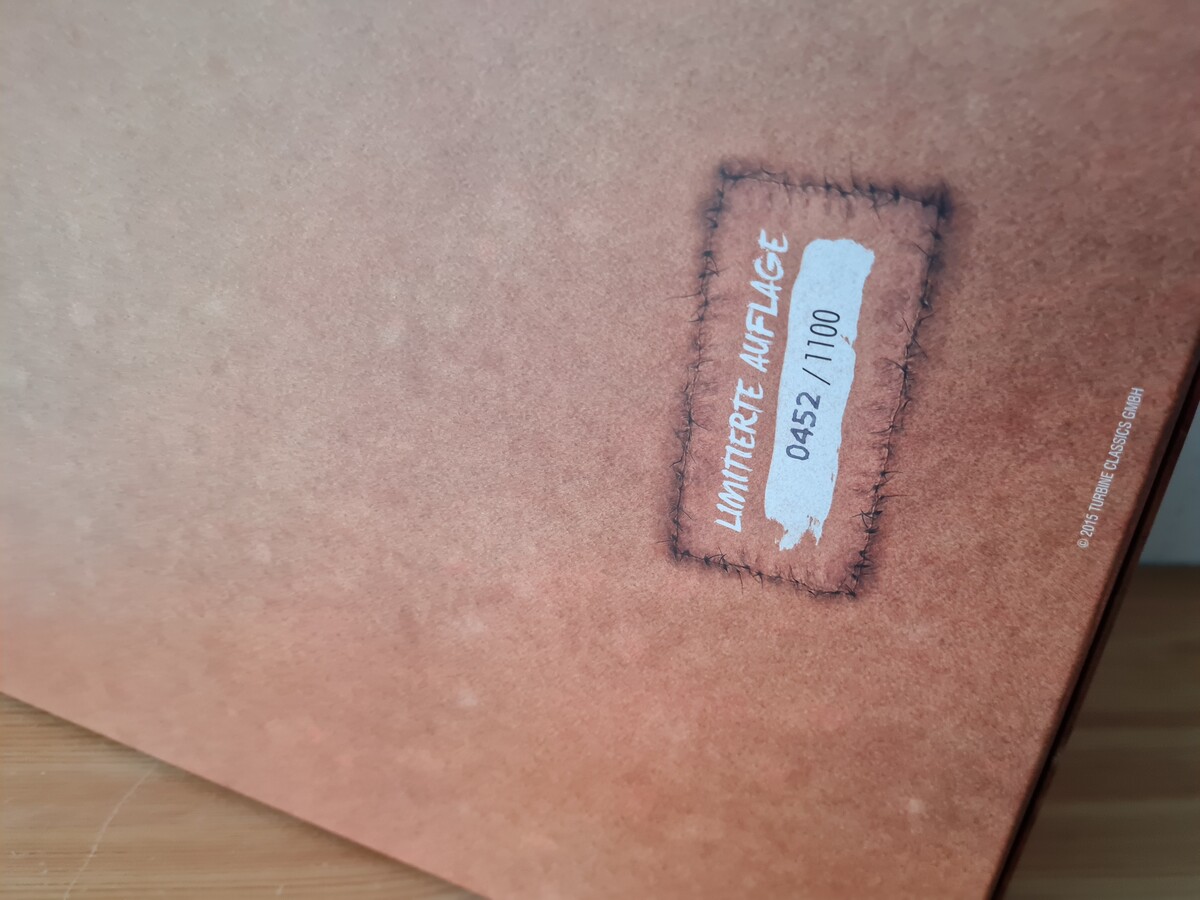 LIMITIERTE AUFLAGE
0452 / 1100
© 2015 TURBINE CLASSICS GMBH